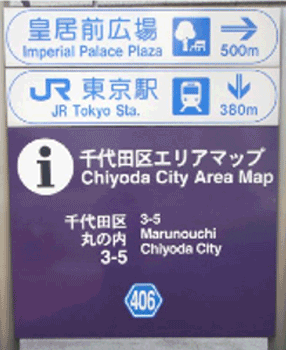 皇居前広場
Imperial Palace Plaza 500m
JR 東京駅
JR Tokyo Sta. 380m
i 千代田区エリアマップ
Chiyoda City Area Map
千代田区 3-5
丸の内 Marunouchi
3-5 Chiyoda City
406